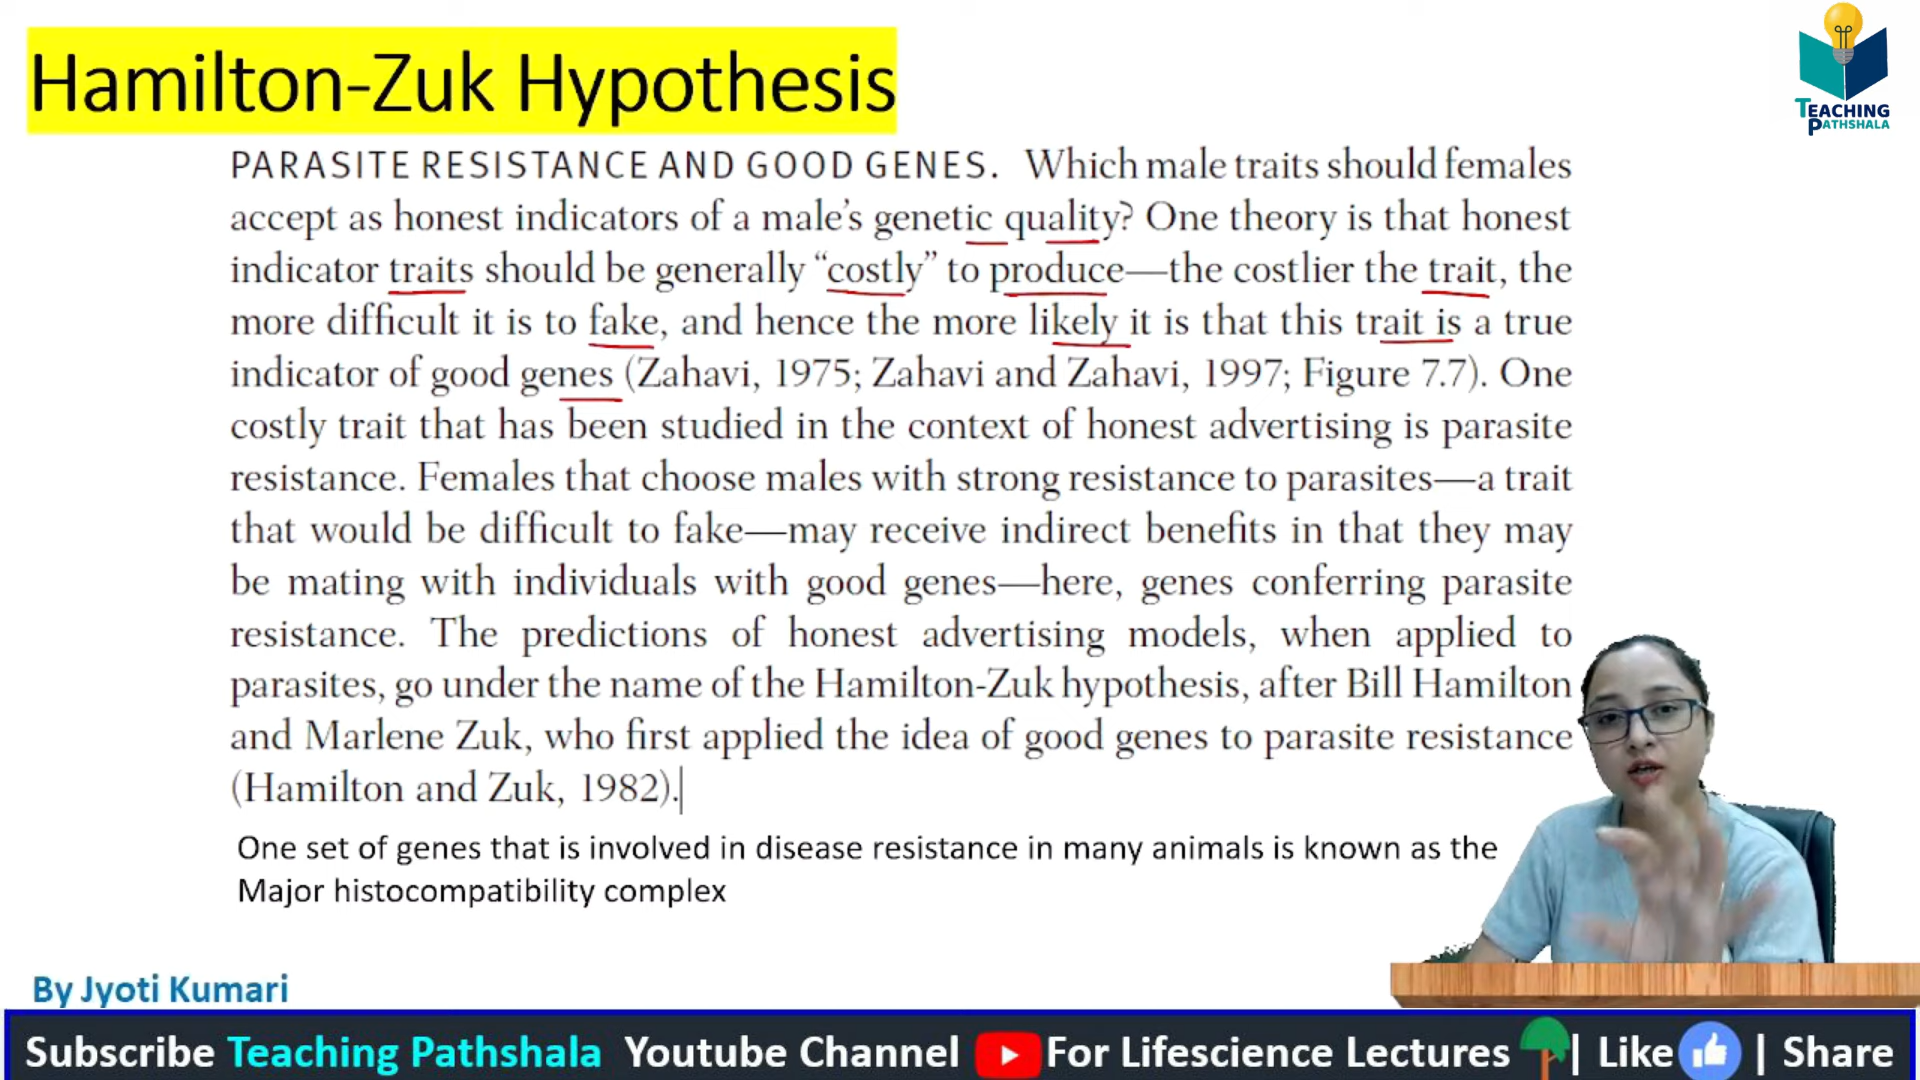 Hamilton-Zuk Hypothesis
TEACHING
PATHSHALA
PARASITE RESISTANCE AND GOOD GENES. Which male traits should females
accept as honest indicators of a male's genetic quality? One theory is that honest
indicator traits should be generally “costly” to produce—the costlier the trait, the
more difficult it is to fake, and hence the more likely it is that this trait is a true
indicator of good genes (Zahavi, 1975; Zahavi and Zahavi, 1997; Figure 7.7). One
costly trait that has been studied in the context of honest advertising is parasite
resistance. Females that choose males with strong resistance to parasites—a trait
that would be difficult to fake—may receive indirect benefits in that they may
be mating with individuals with good genes—here, genes conferring parasite
resistance. The predictions of honest advertising models, when applied to
parasites, go under the name of the Hamilton-Zuk hypothesis, after Bill Hamilton
and Marlene Zuk, who first applied the idea of good genes to parasite resistance
(Hamilton and Zuk, 1982).
One set of genes that is involved in disease resistance in many animals is known as the
Major histocompatibility complex
By Jyoti Kumari
Subscribe Teaching Pathshala Youtube Channel For Lifescience Lectures | Like | Share